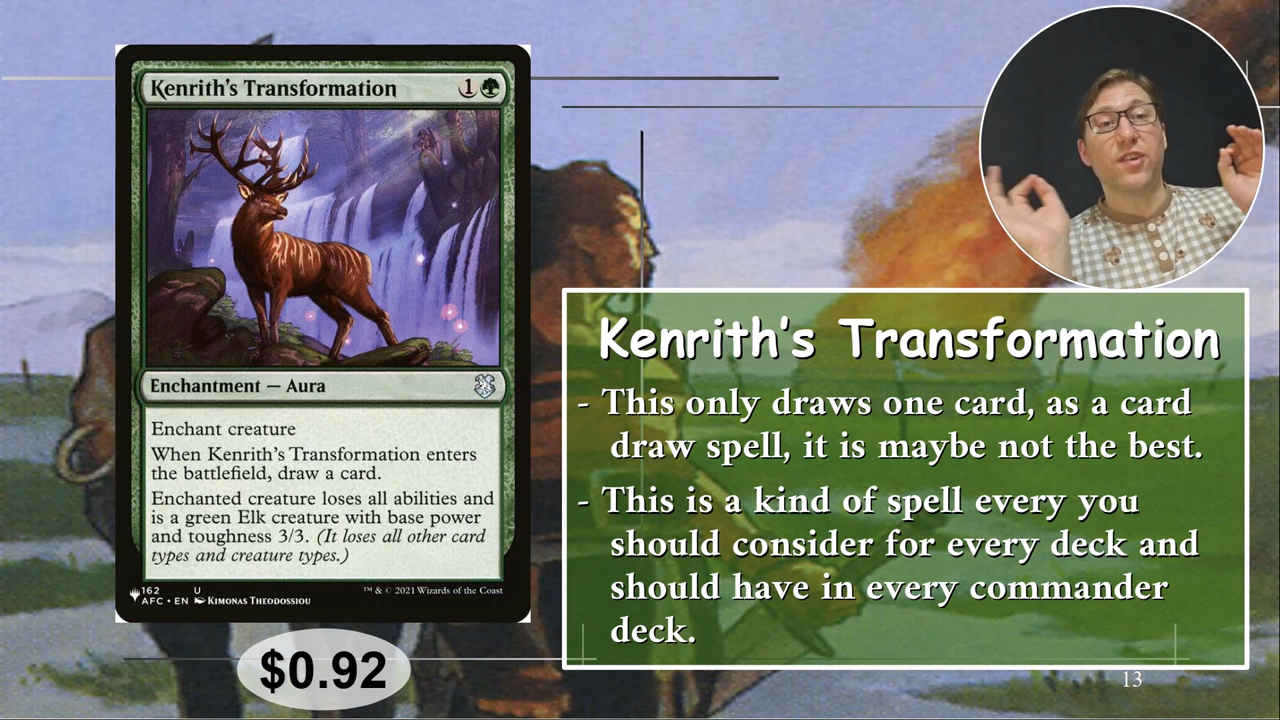 Kenrith's Transformation 1
Enchantment — Aura
Enchant creature
When Kenrith's Transformation enters
the battlefield, draw a card.
Enchanted creature loses all abilities and
is a green Elk creature with base power
and toughness 3/3. (It loses all other card
types and creature types.)
162 U
AFC • EN KIMONAS THEODOSSIOU
™ & © 2021 Wizards of the Coast
$0.92
Kenrith's Transformation
- This only draws one card, as a card
draw spell, it is maybe not the best.
- This is a kind of spell every you
should consider for every deck and
should have in every commander
deck.
13